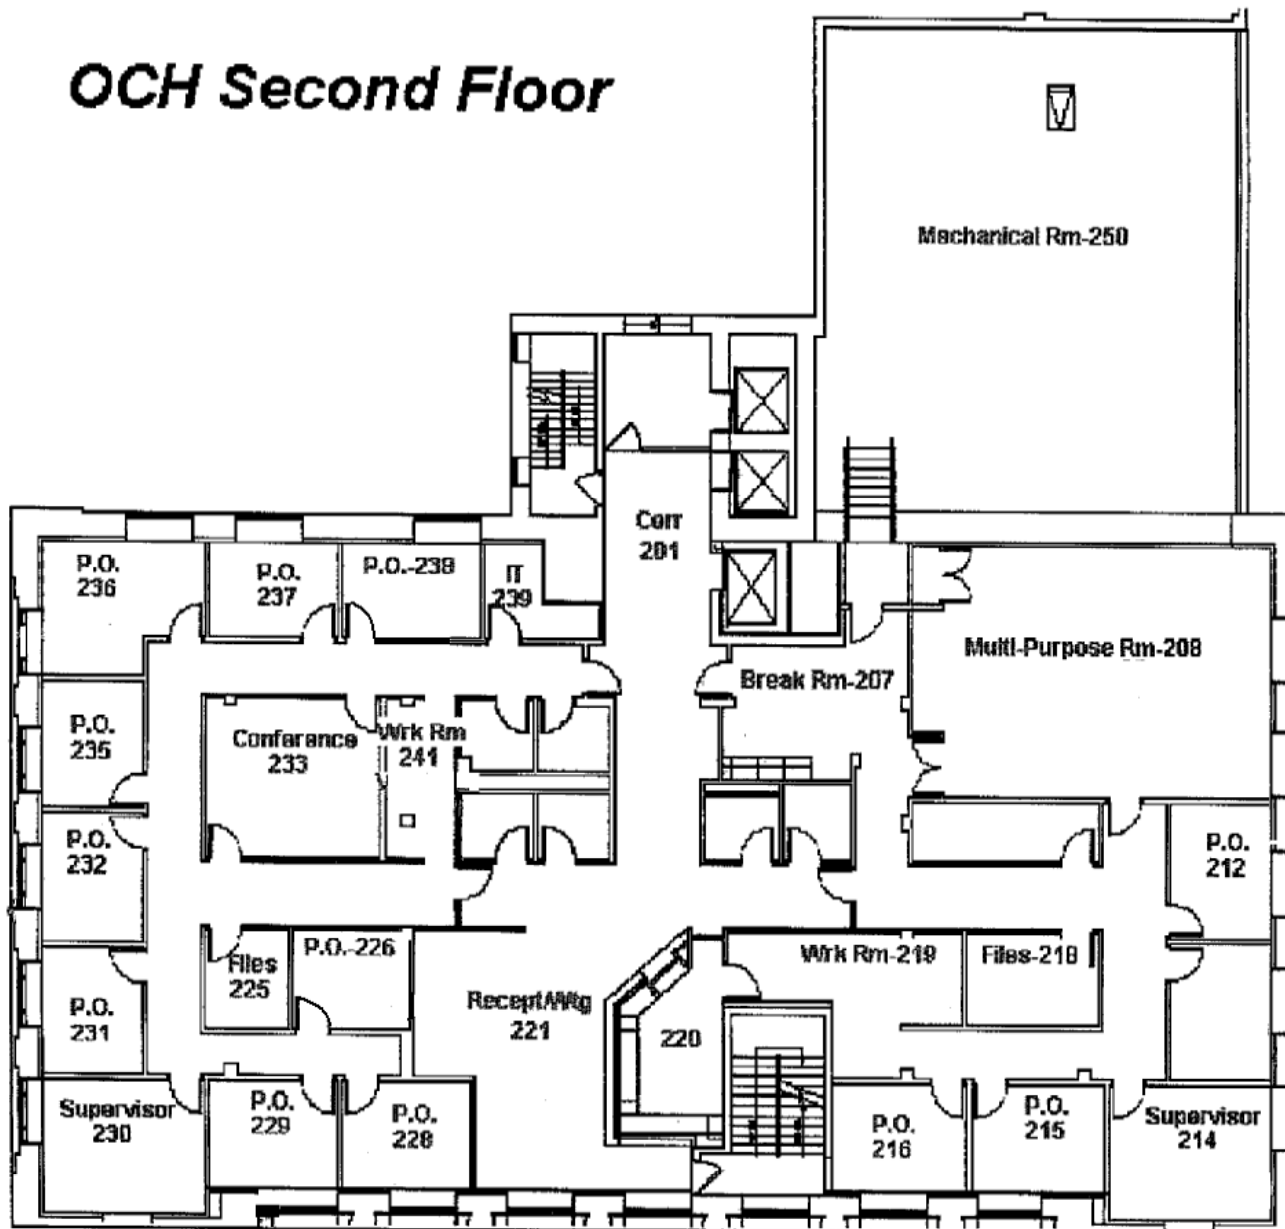 OCH Second Floor
Mechanical Rm-250
Corr
201
P.O.
236
P.O.
237
P.O.-238
IT
239
Multi-Purpose Rm-208
Break Rm-207
P.O.
235
Conference
233
Wrk Rm
241
P.O.
232
P.O.
212
Files
225
P.O.-226
Wrk Rm-219
Files-218
P.O.
231
Recept/Wtg
221
220
Supervisor
230
P.O.
229
P.O.
228
P.O.
216
P.O.
215
Supervisor
214